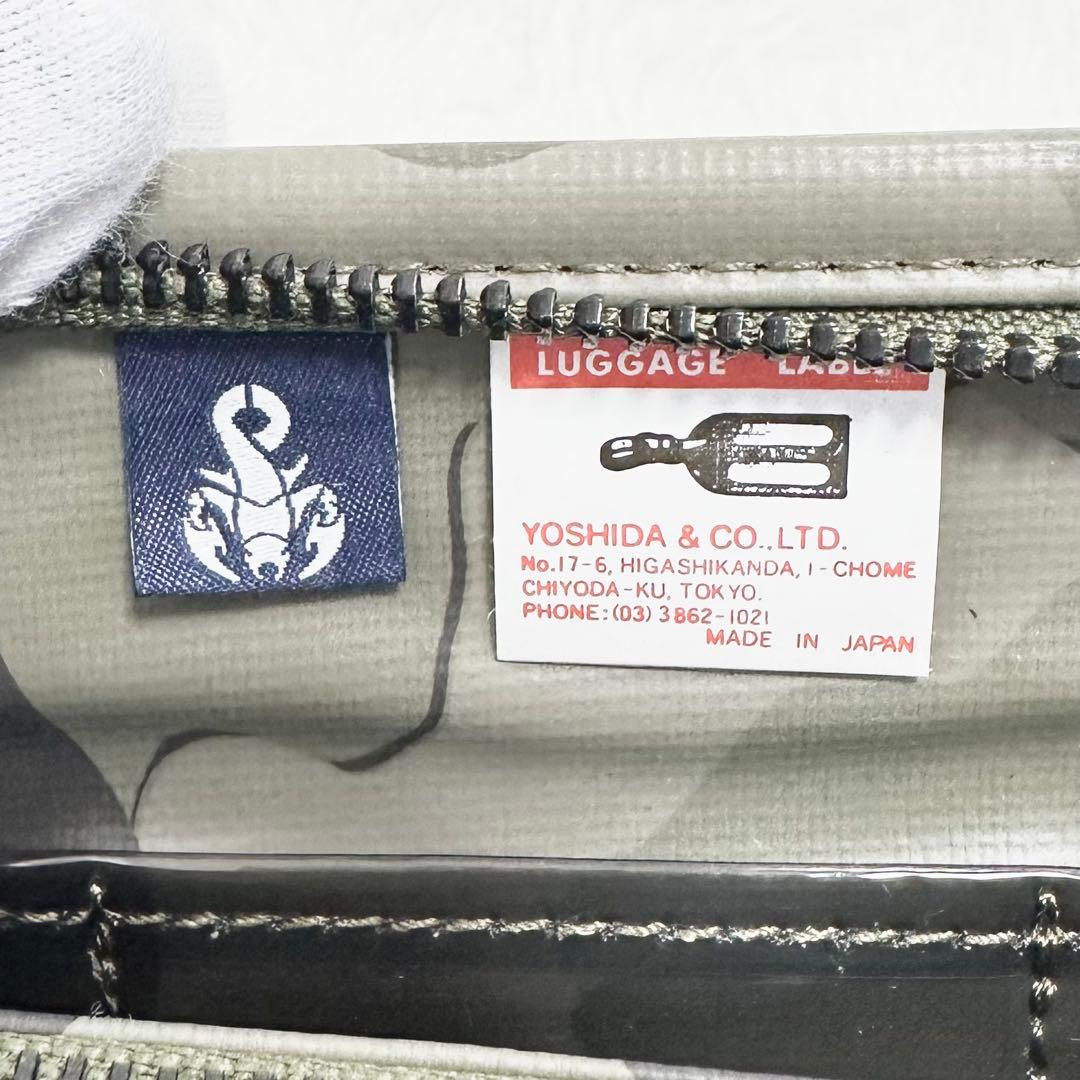 LUGGAGE LABEL
YOSHIDA & CO.,LTD.
No.17-6, HIGASHIKANDA, 1-CHOME
CHIYODA-KU, TOKYO.
PHONE:(03) 3862-1021
MADE IN JAPAN